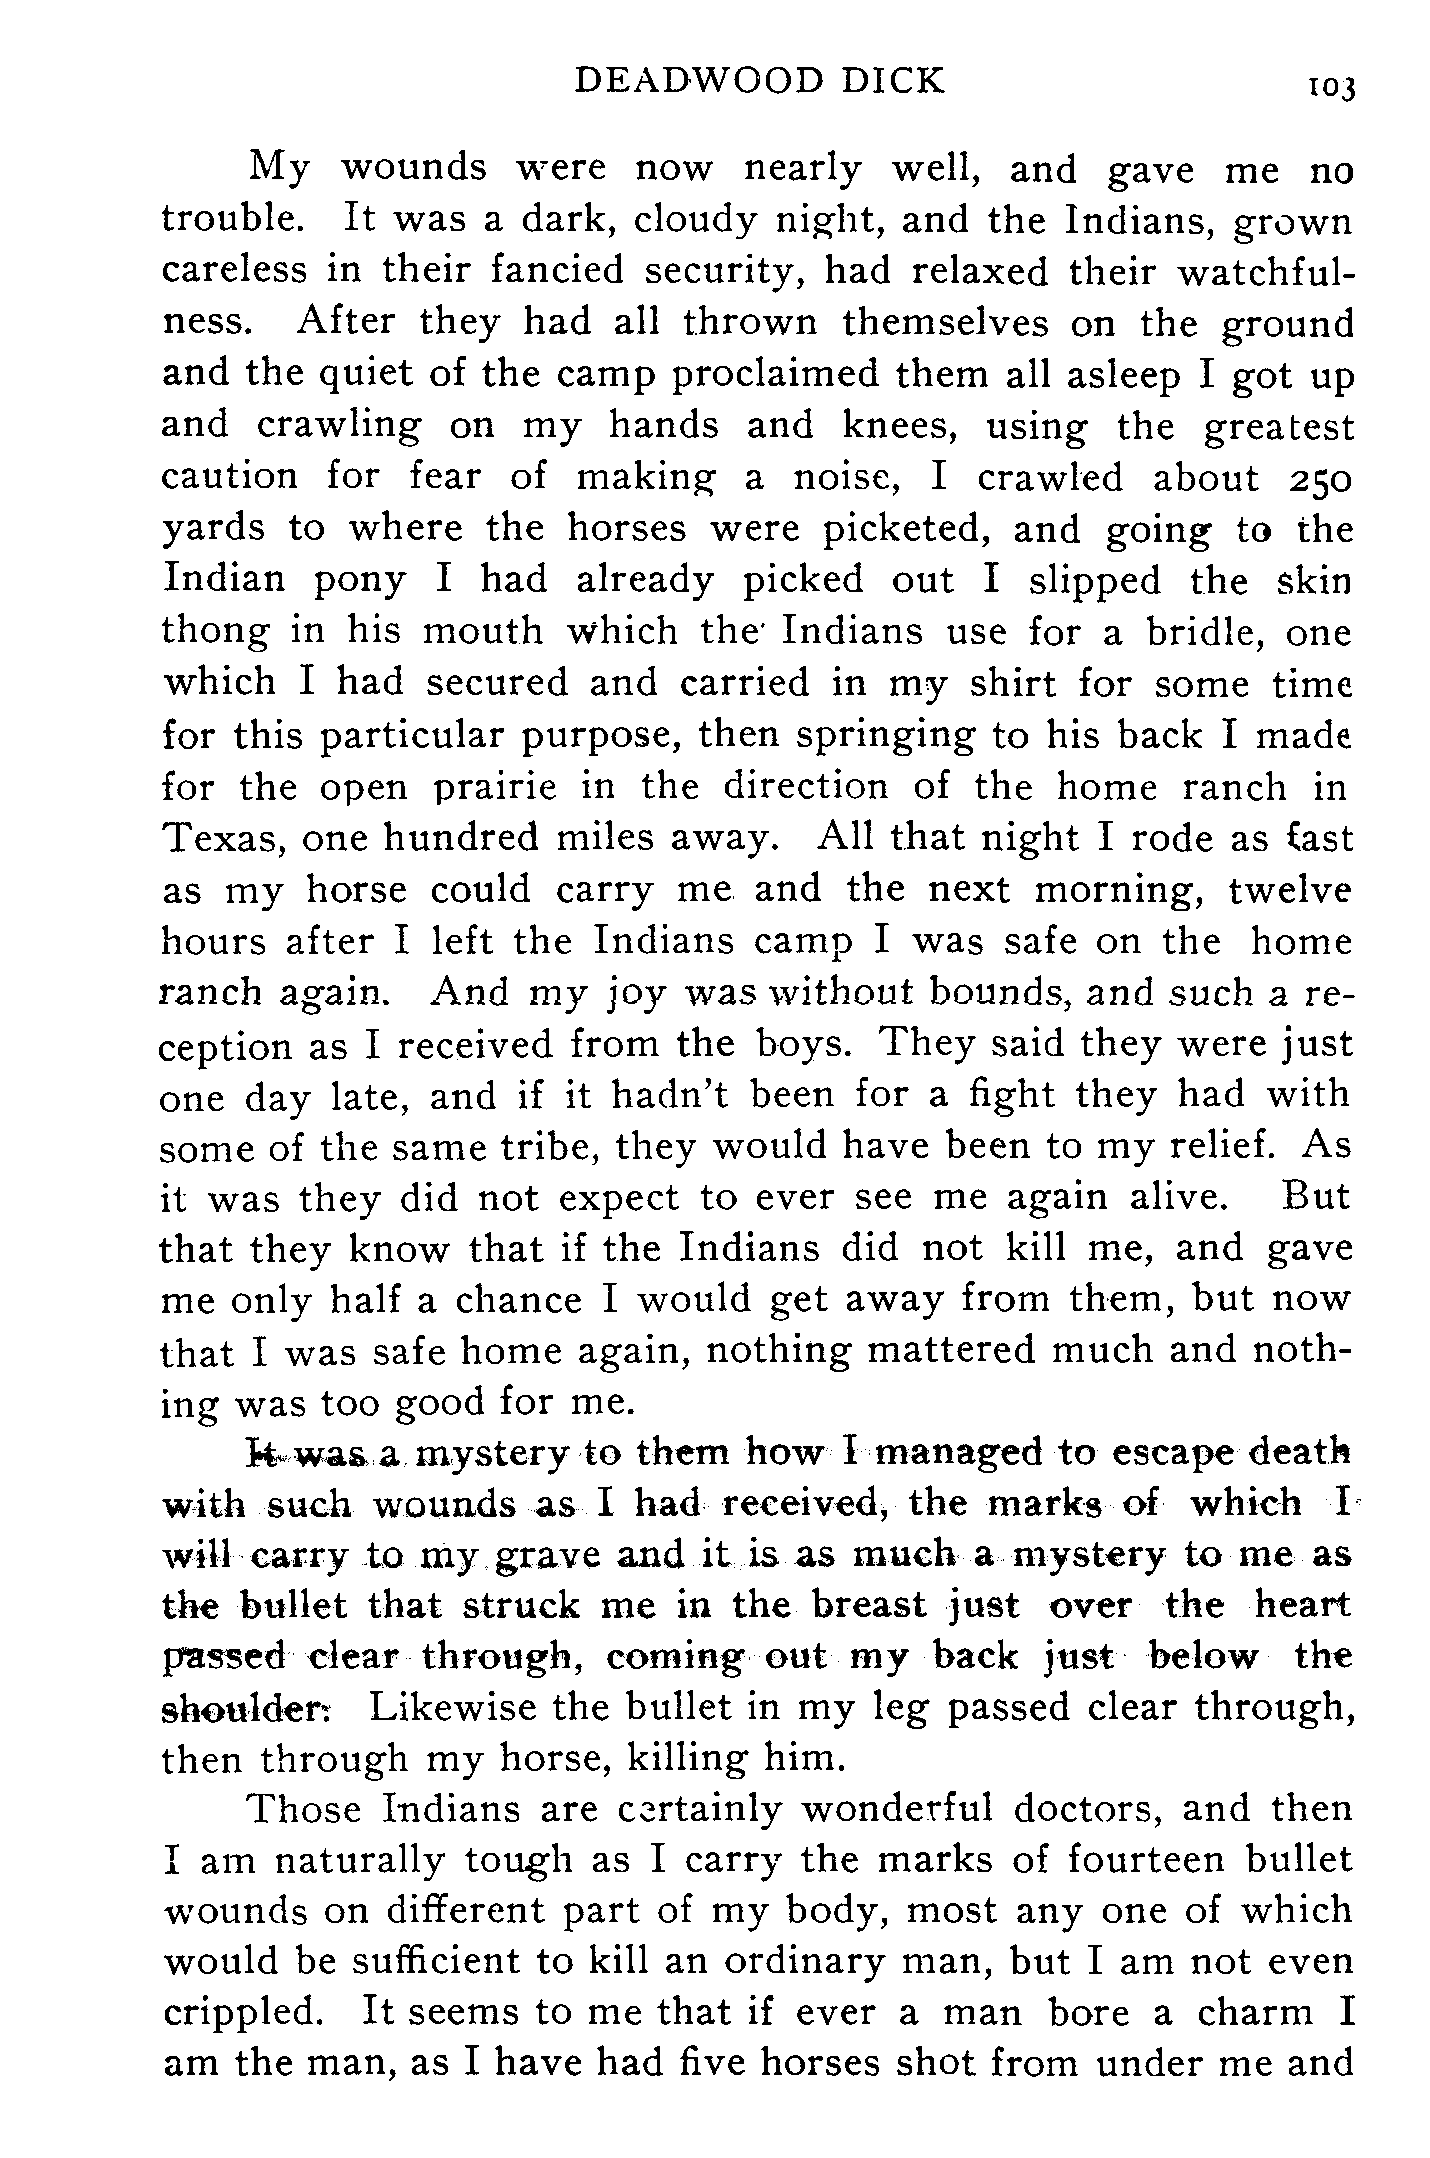 DEADWOOD DICK 103
My wounds were now nearly well, and gave me no
trouble. It was a dark, cloudy night, and the Indians, grown
careless in their fancied security, had relaxed their watchful-
ness. After they had all thrown themselves on the ground
and the quiet of the camp proclaimed them all asleep I got up
and crawling on my hands and knees, using the greatest
caution for fear of making a noise, I crawled about 250
yards to where the horses were picketed, and going to the
Indian pony I had already picked out I slipped the skin
thong in his mouth which the Indians use for a bridle, one
which I had secured and carried in my shirt for some time
for this particular purpose, then springing to his back I made
for the open prairie in the direction of the home ranch in
Texas, one hundred miles away. All that night I rode as fast
as my horse could carry me and the next morning, twelve
hours after I left the Indians camp I was safe on the home
ranch again. And my joy was without bounds, and such a re-
ception as I received from the boys. They said they were just
one day late, and if it hadn't been for a fight they had with
some of the same tribe, they would have been to my relief. As
it was they did not expect to ever see me again alive. But
that they know that if the Indians did not kill me, and gave
me only half a chance I would get away from them, but now
that I was safe home again, nothing mattered much and noth-
ing was too good for me.
It was a mystery to them how I managed to escape death
with such wounds as I had received, the marks of which I
will carry to my grave and it is as much a mystery to me as
the bullet that struck me in the breast just over the heart
passed clear through, coming out my back just below the
shoulder. Likewise the bullet in my leg passed clear through,
then through my horse, killing him.
Those Indians are certainly wonderful doctors, and then
I am naturally tough as I carry the marks of fourteen bullet
wounds on different part of my body, most any one of which
would be sufficient to kill an ordinary man, but I am not even
crippled. It seems to me that if ever a man bore a charm I
am the man, as I have had five horses shot from under me and